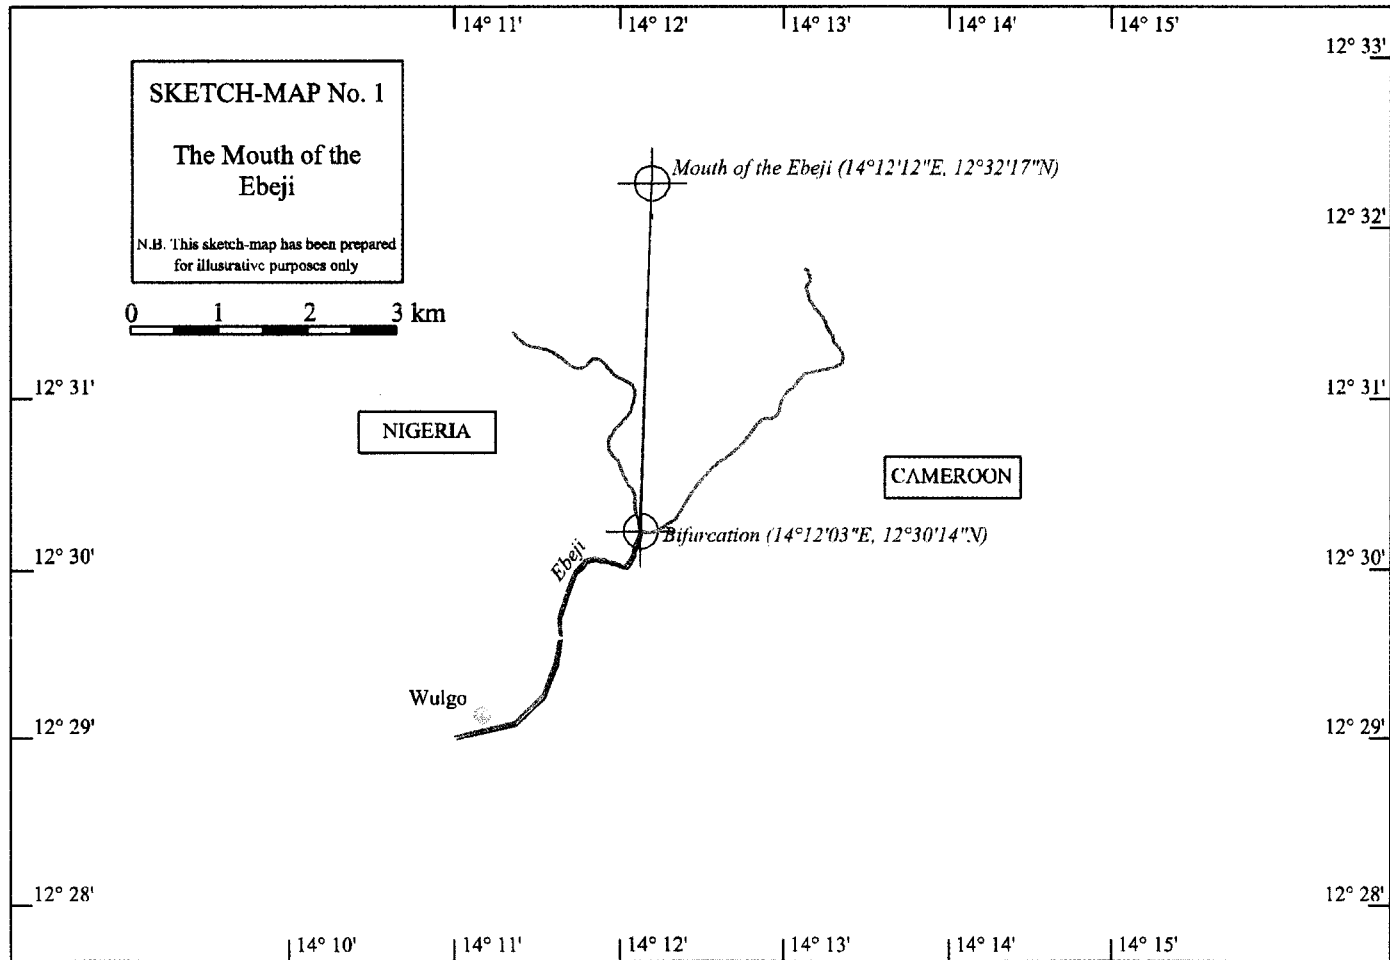 14° 11'
14° 12'
14° 13'
14° 14'
14° 15'
12° 33'
SKETCH-MAP No. 1
The Mouth of the
Ebeji
N.B. This sketch-map has been prepared
for illustrative purposes only
Mouth of the Ebeji (14°12'12"E, 12°32'17"N)
12° 32'
0 1 2 3 km
12° 31'
12° 31'
NIGERIA
CAMEROON
Bifurcation (14°12'03"E, 12°30'14"N)
12° 30'
Ebeji
12° 30'
Wulgo
12° 29'
12° 29'
12° 28'
12° 28'
14° 10'
14° 11'
14° 12'
14° 13'
14° 14'
14° 15'